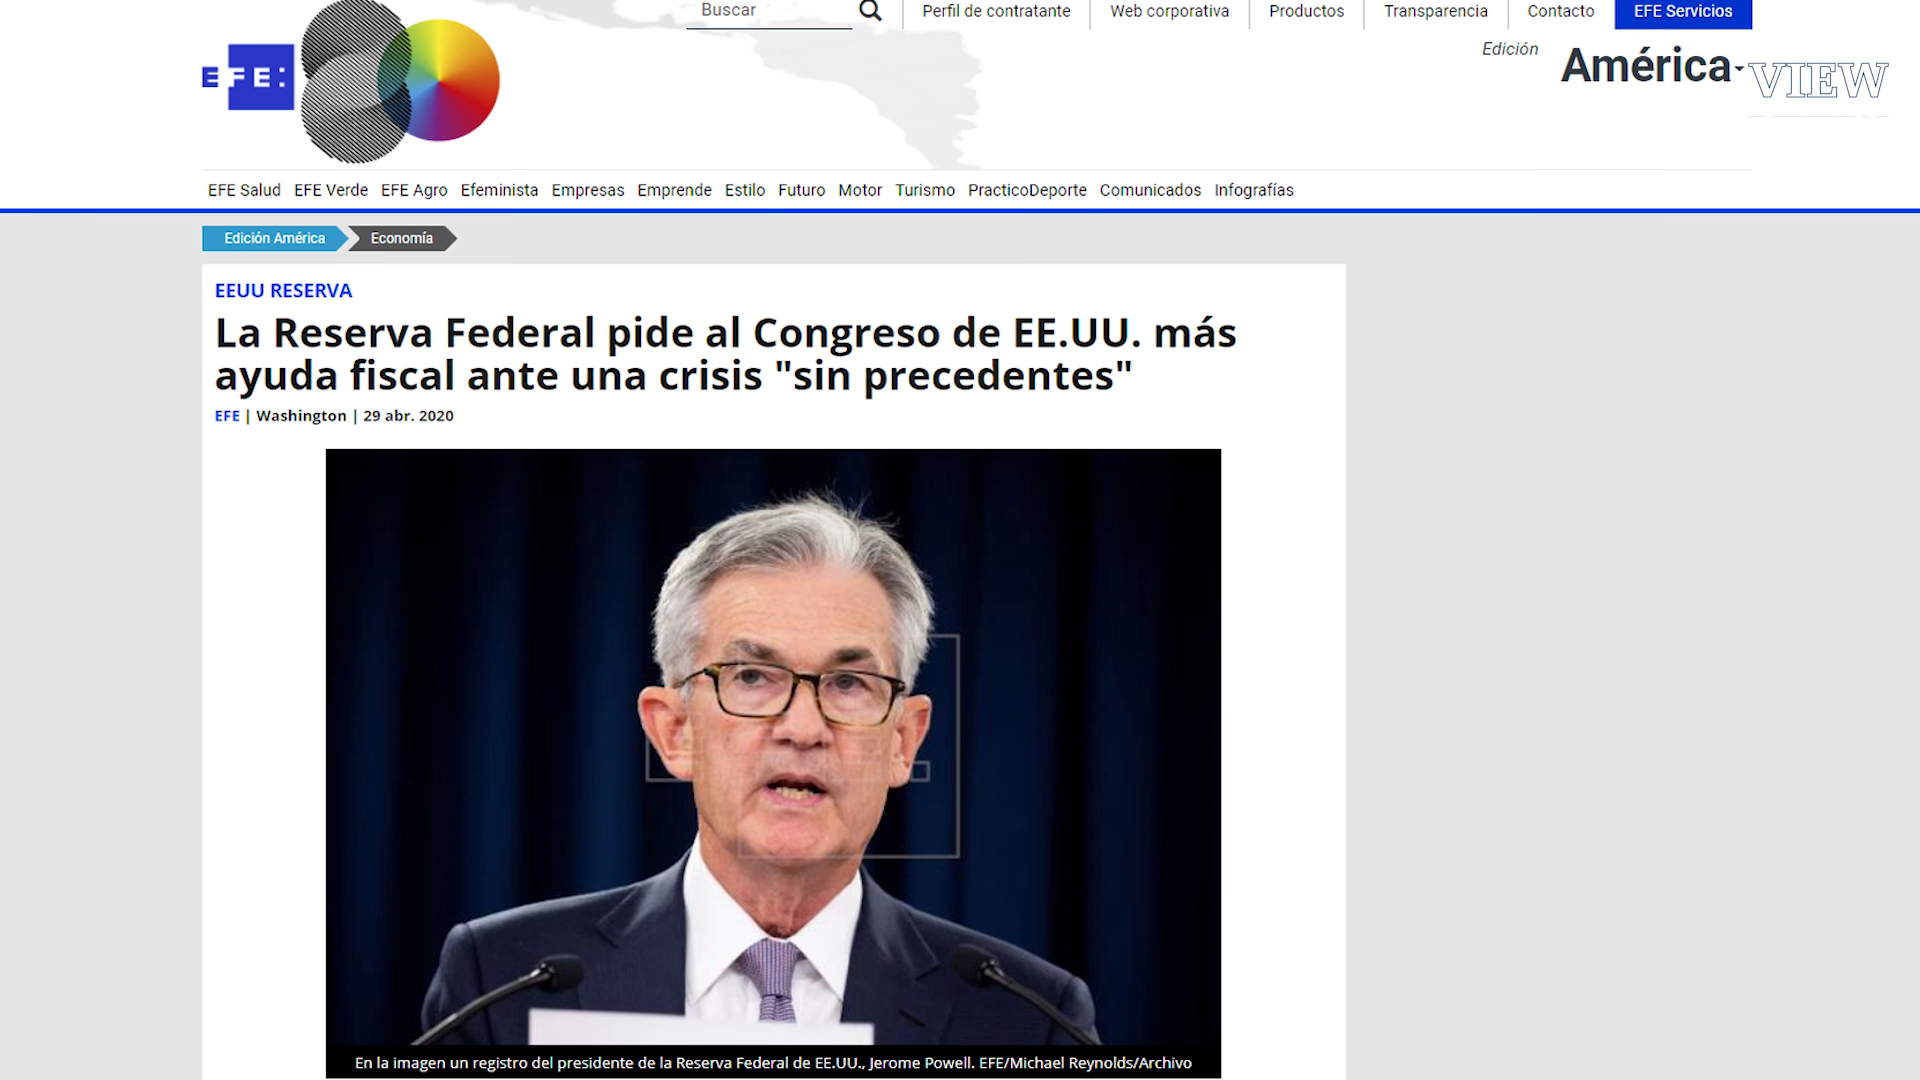 Buscar
Perfil de contratante
Web corporativa
Productos
Transparencia
Contacto
EFE Servicios
EFE:
Edición
América
VIEW
EFE Salud EFE Verde EFE Agro Efeminista Empresas Emprende Estilo Futuro Motor Turismo PracticoDeporte Comunicados Infografías
Edición América
Economía
EEUU RESERVA
La Reserva Federal pide al Congreso de EE.UU. más
ayuda fiscal ante una crisis "sin precedentes"
EFE | Washington | 29 abr. 2020
En la imagen un registro del presidente de la Reserva Federal de EE.UU., Jerome Powell. EFE/Michael Reynolds/Archivo